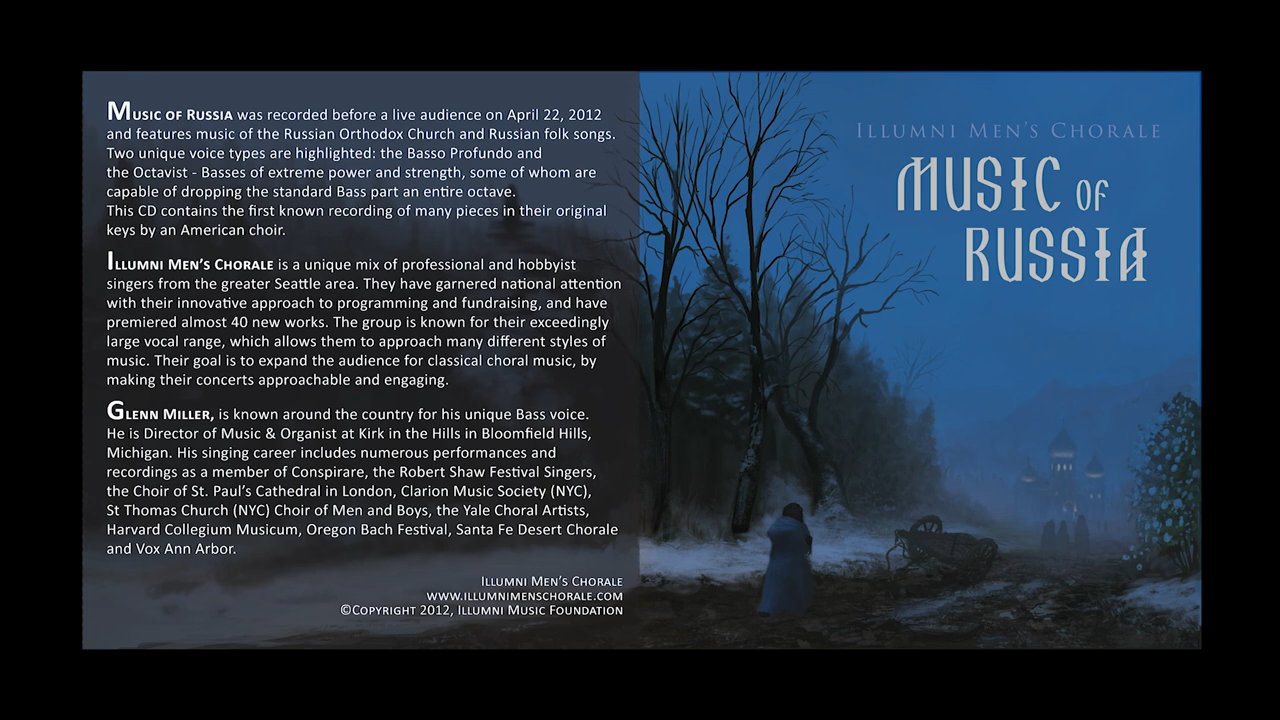 MUSIC OF RUSSIA was recorded before a live audience on April 22, 2012
and features music of the Russian Orthodox Church and Russian folk songs.
Two unique voice types are highlighted: the Basso Profundo and
the Octavist - Basses of extreme power and strength, some of whom are
capable of dropping the standard Bass part an entire octave.
This CD contains the first known recording of many pieces in their original
keys by an American choir.
ILLUMNI MEN'S CHORALE is a unique mix of professional and hobbyist
singers from the greater Seattle area. They have garnered national attention
with their innovative approach to programming and fundraising, and have
premiered almost 40 new works. The group is known for their exceedingly
large vocal range, which allows them to approach many different styles of
music. Their goal is to expand the audience for classical choral music, by
making their concerts approachable and engaging.
GLENN MILLER, is known around the country for his unique Bass voice.
He is Director of Music & Organist at Kirk in the Hills in Bloomfield Hills,
Michigan. His singing career includes numerous performances and
recordings as a member of Conspirare, the Robert Shaw Festival Singers,
the Choir of St. Paul's Cathedral in London, Clarion Music Society (NYC),
St Thomas Church (NYC) Choir of Men and Boys, the Yale Choral Artists,
Harvard Collegium Musicum, Oregon Bach Festival, Santa Fe Desert Chorale
and Vox Ann Arbor.
ILLUMNI MEN'S CHORALE
WWW.ILLUMNIMENSCHORALE.COM
©COPYRIGHT 2012, ILLUMNI MUSIC FOUNDATION
ILLUMNI MEN'S CHORALE
MUSIC OF
RUSSIA